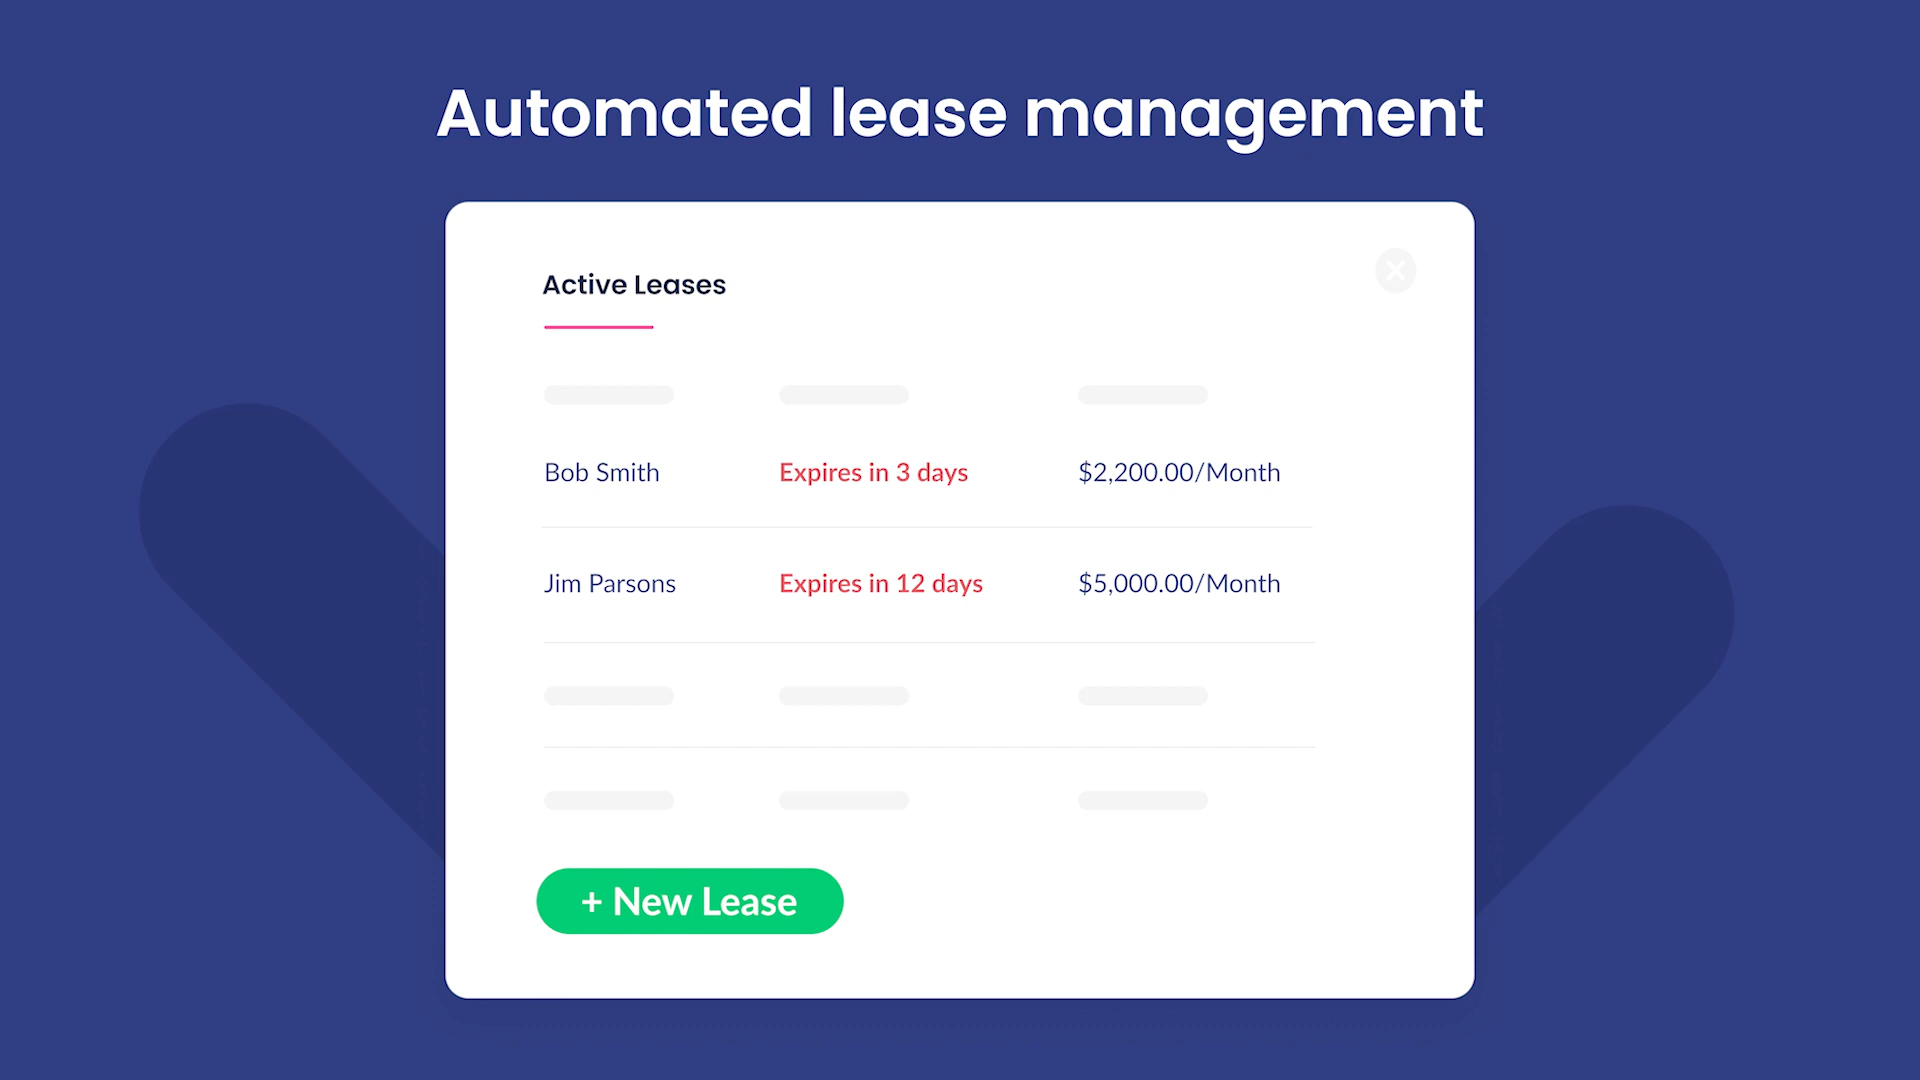 Automated lease management
Active Leases
Bob Smith Expires in 3 days $2,200.00/Month
Jim Parsons Expires in 12 days $5,000.00/Month
+ New Lease